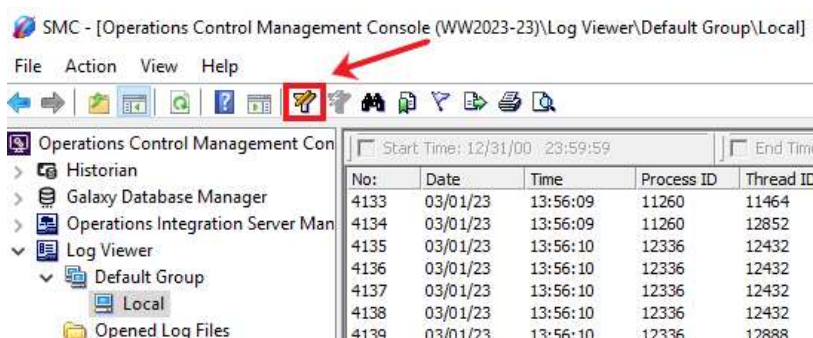 SMC - [Operations Control Management Console (WW2023-23)\Log Viewer\Default Group\Local]
File Action View Help
Operations Control Management Con
Historian
Galaxy Database Manager
Operations Integration Server Man
Log Viewer
Default Group
Local
Opened Log Files
Start Time: 12/31/00 23:59:59 End Time
No: Date Time Process ID Thread ID
4133 03/01/23 13:56:09 11260 11464
4134 03/01/23 13:56:09 11260 12852
4135 03/01/23 13:56:10 12336 12432
4136 03/01/23 13:56:10 12336 12432
4137 03/01/23 13:56:10 12336 12432
4138 03/01/23 13:56:10 12336 12432
4139 03/01/23 13:56:10 12336 12888